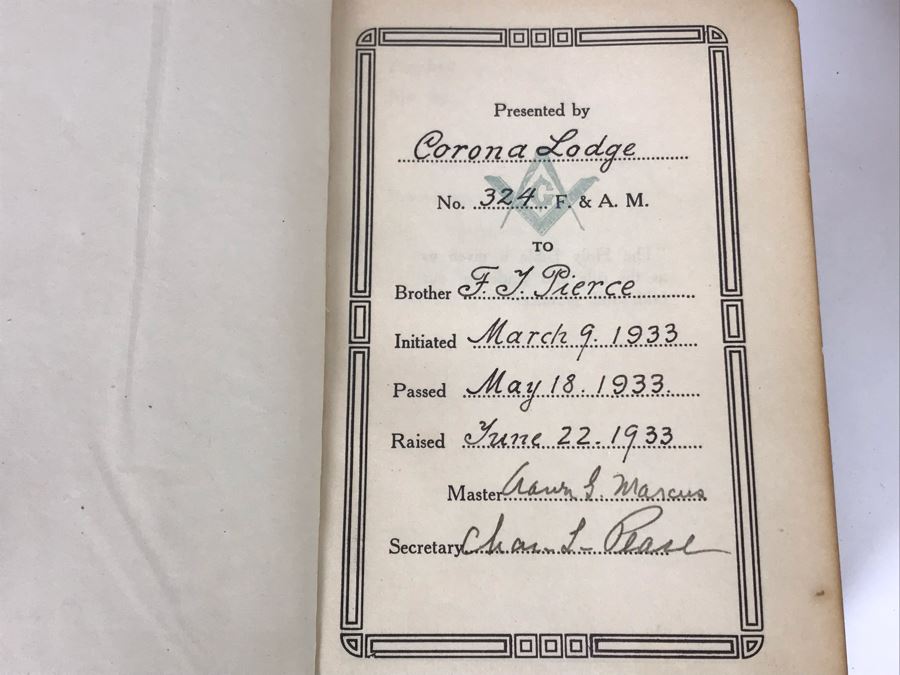 Presented by
Corona Lodge
No. 324 F. & A. M.
G
TO
Brother F. J. Pierce
Initiated March 9. 1933
Passed May 18. 1933
Raised June 22. 1933
Master G. Marcus
Secretary Chas. L. Pease